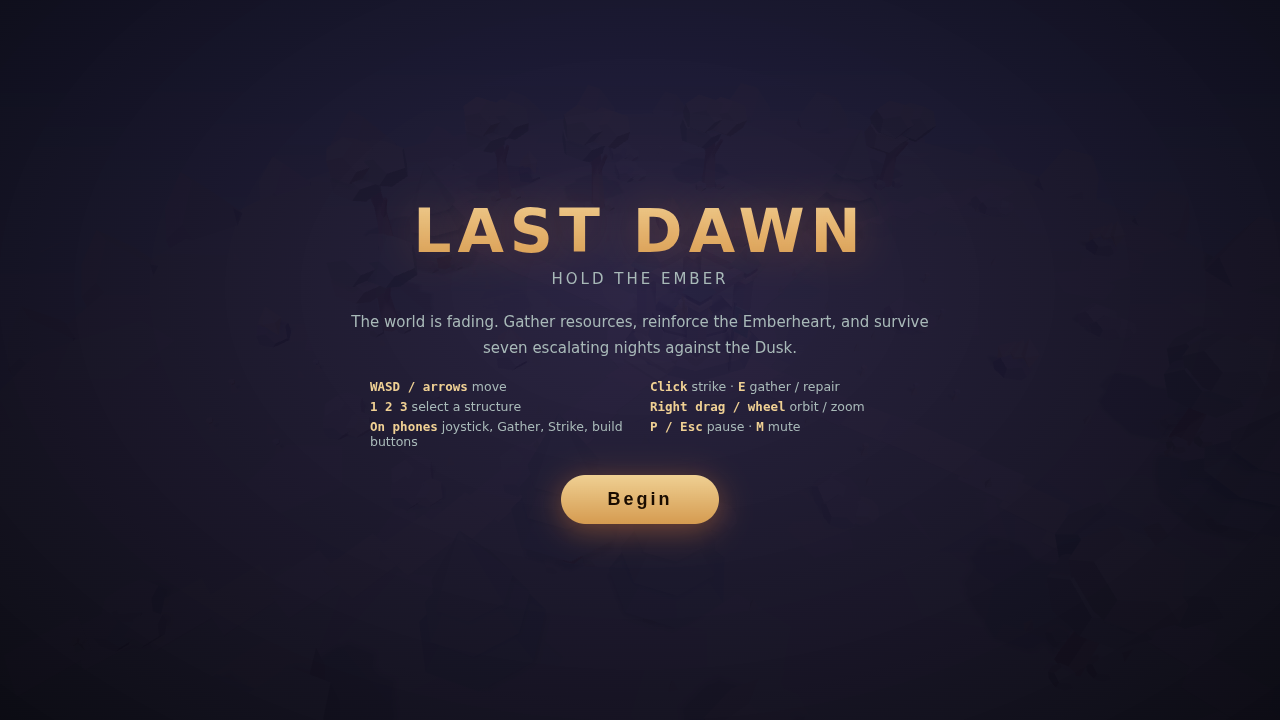 LAST DAWN
HOLD THE EMBER
The world is fading. Gather resources, reinforce the Emberheart, and survive
seven escalating nights against the Dusk.
WASD / arrows move
Click strike · E gather / repair
1 2 3 select a structure
Right drag / wheel orbit / zoom
On phones joystick, Gather, Strike, build
buttons
P / Esc pause · M mute
Begin